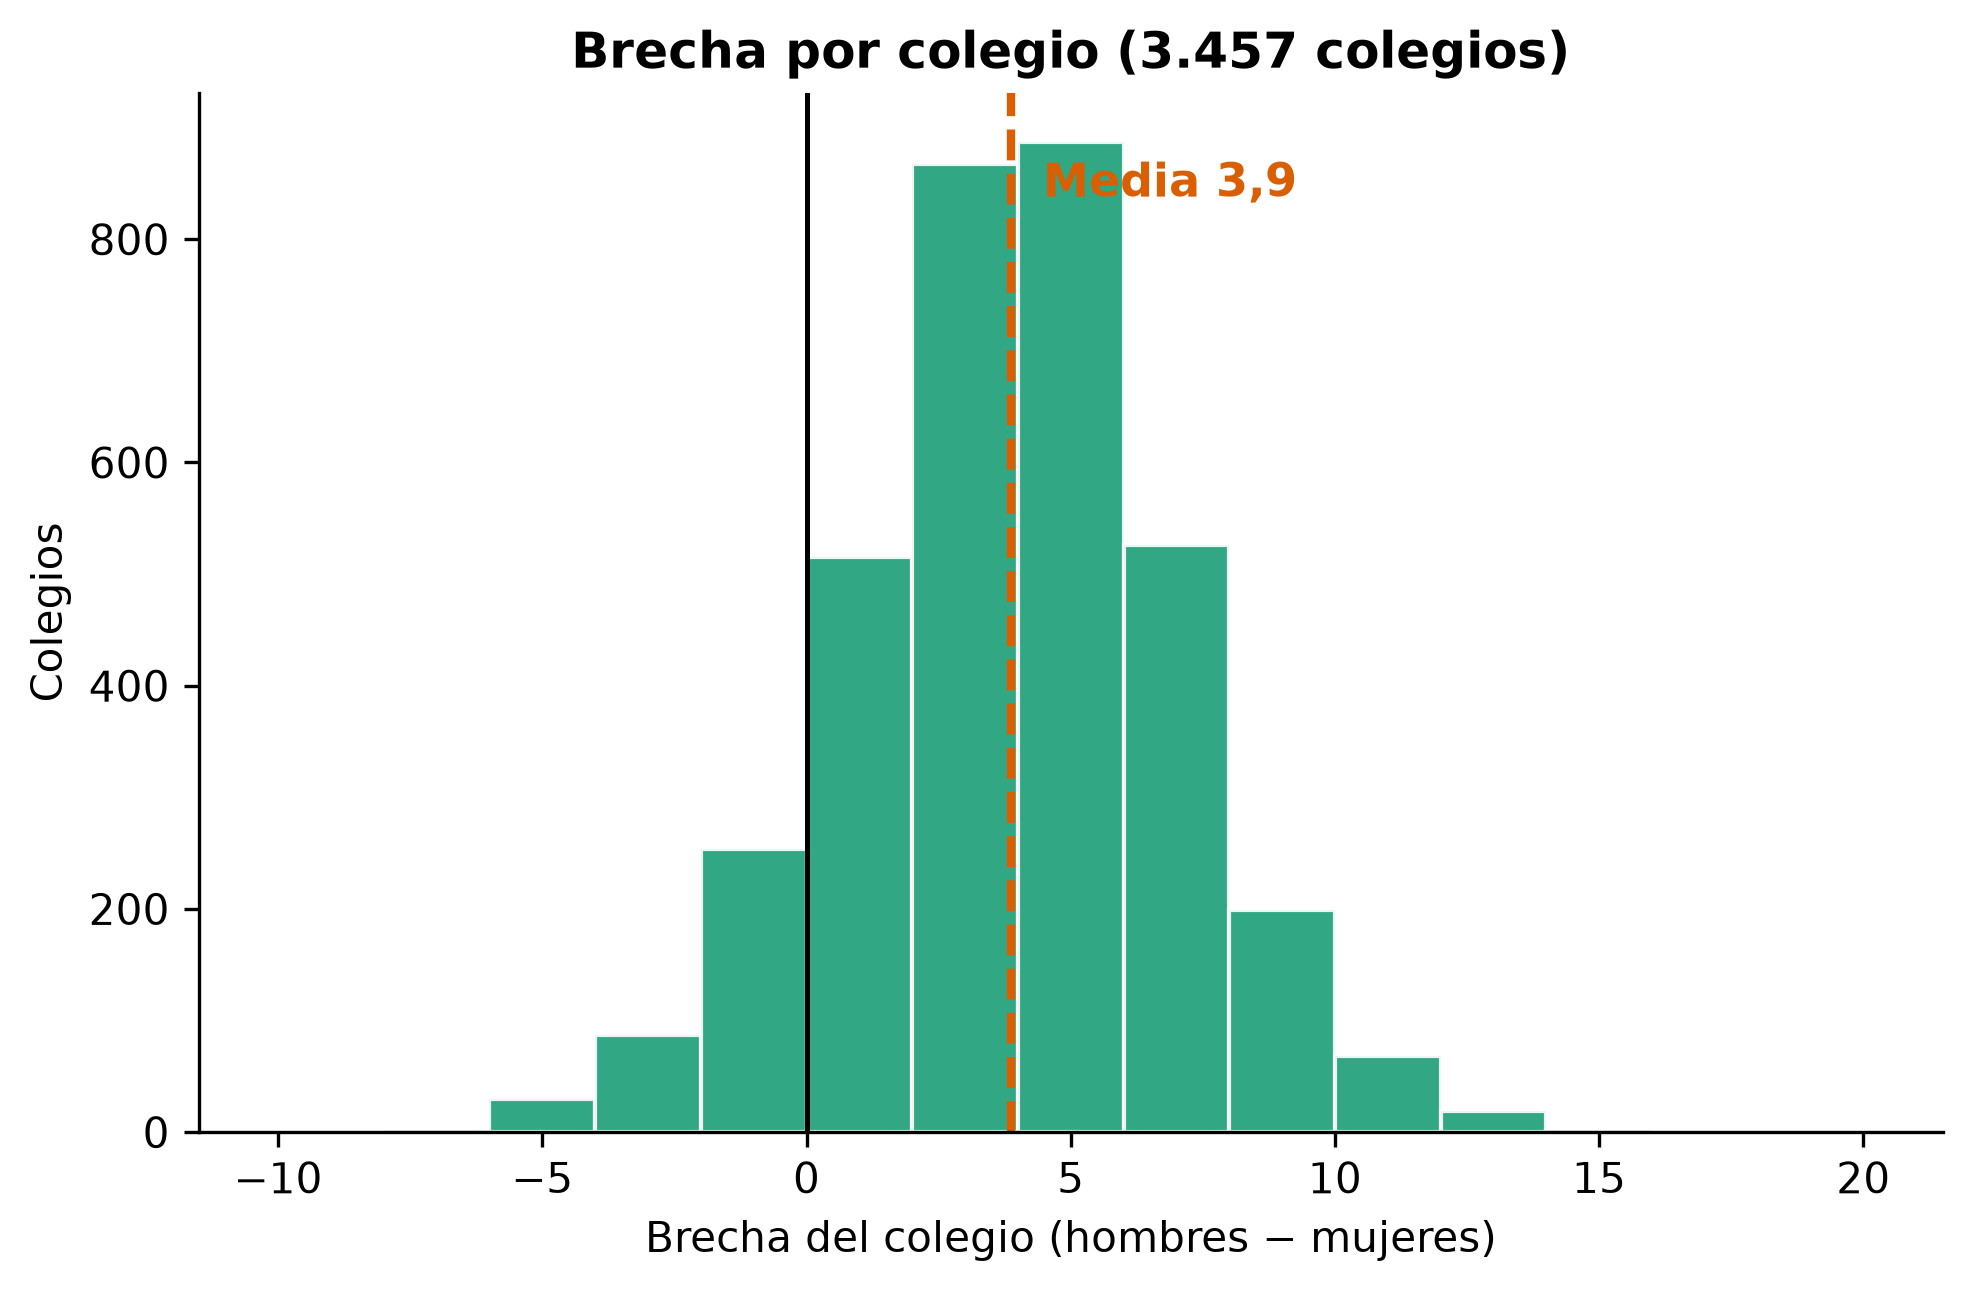 Brecha por colegio (3.457 colegios)
Media 3,9
800
600
400
200
0
Colegios
−10 −5 0 5 10 15 20
Brecha del colegio (hombres − mujeres)